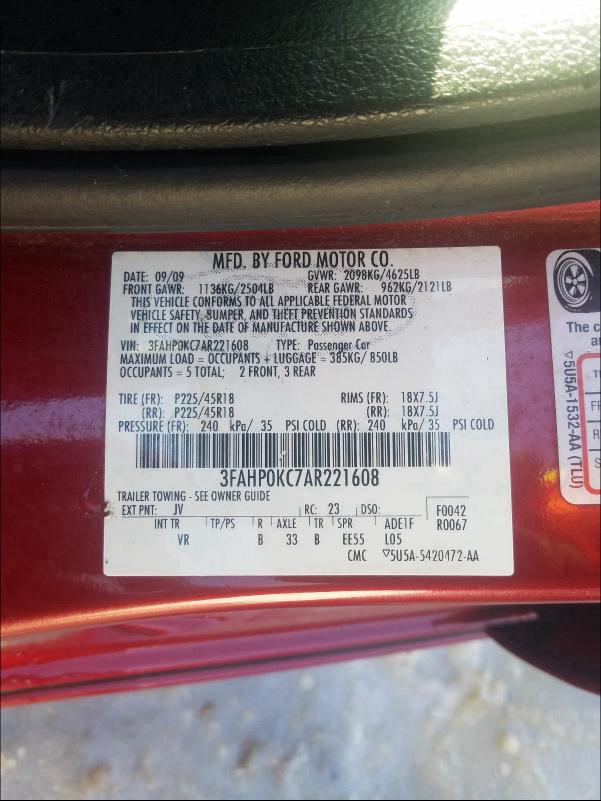 MFD. BY FORD MOTOR CO.
DATE: 09/09 GVWR: 2098KG/4625LB
FRONT GAWR: 1136KG/2504LB REAR GAWR: 962KG/2121LB
THIS VEHICLE CONFORMS TO ALL APPLICABLE FEDERAL MOTOR
VEHICLE SAFETY, BUMPER, AND THEFT PREVENTION STANDARDS
IN EFFECT ON THE DATE OF MANUFACTURE SHOWN ABOVE.
VIN: 3FAHP0KC7AR221608 TYPE: Passenger Car
MAXIMUM LOAD = OCCUPANTS + LUGGAGE = 385KG/ 850LB
OCCUPANTS = 5 TOTAL; 2 FRONT, 3 REAR
TIRE (FR): P225/45R18 RIMS (FR): 18X7.5J
(RR): P225/45R18 (RR): 18X7.5J
PRESSURE (FR): 240 kPa/ 35 PSI COLD (RR): 240 kPa/ 35 PSI COLD
3FAHP0KC7AR221608
TRAILER TOWING - SEE OWNER GUIDE
EXT PNT: JV RC: 23 DSO: F0042
INT TR TP/PS R AXLE TR SPR ADE1F R0067
VR B 33 B EE55 L05
CMC ▽5U5A-5420472-AA
The c
▽5U5A-1532-AA (TLU)
F
R
S